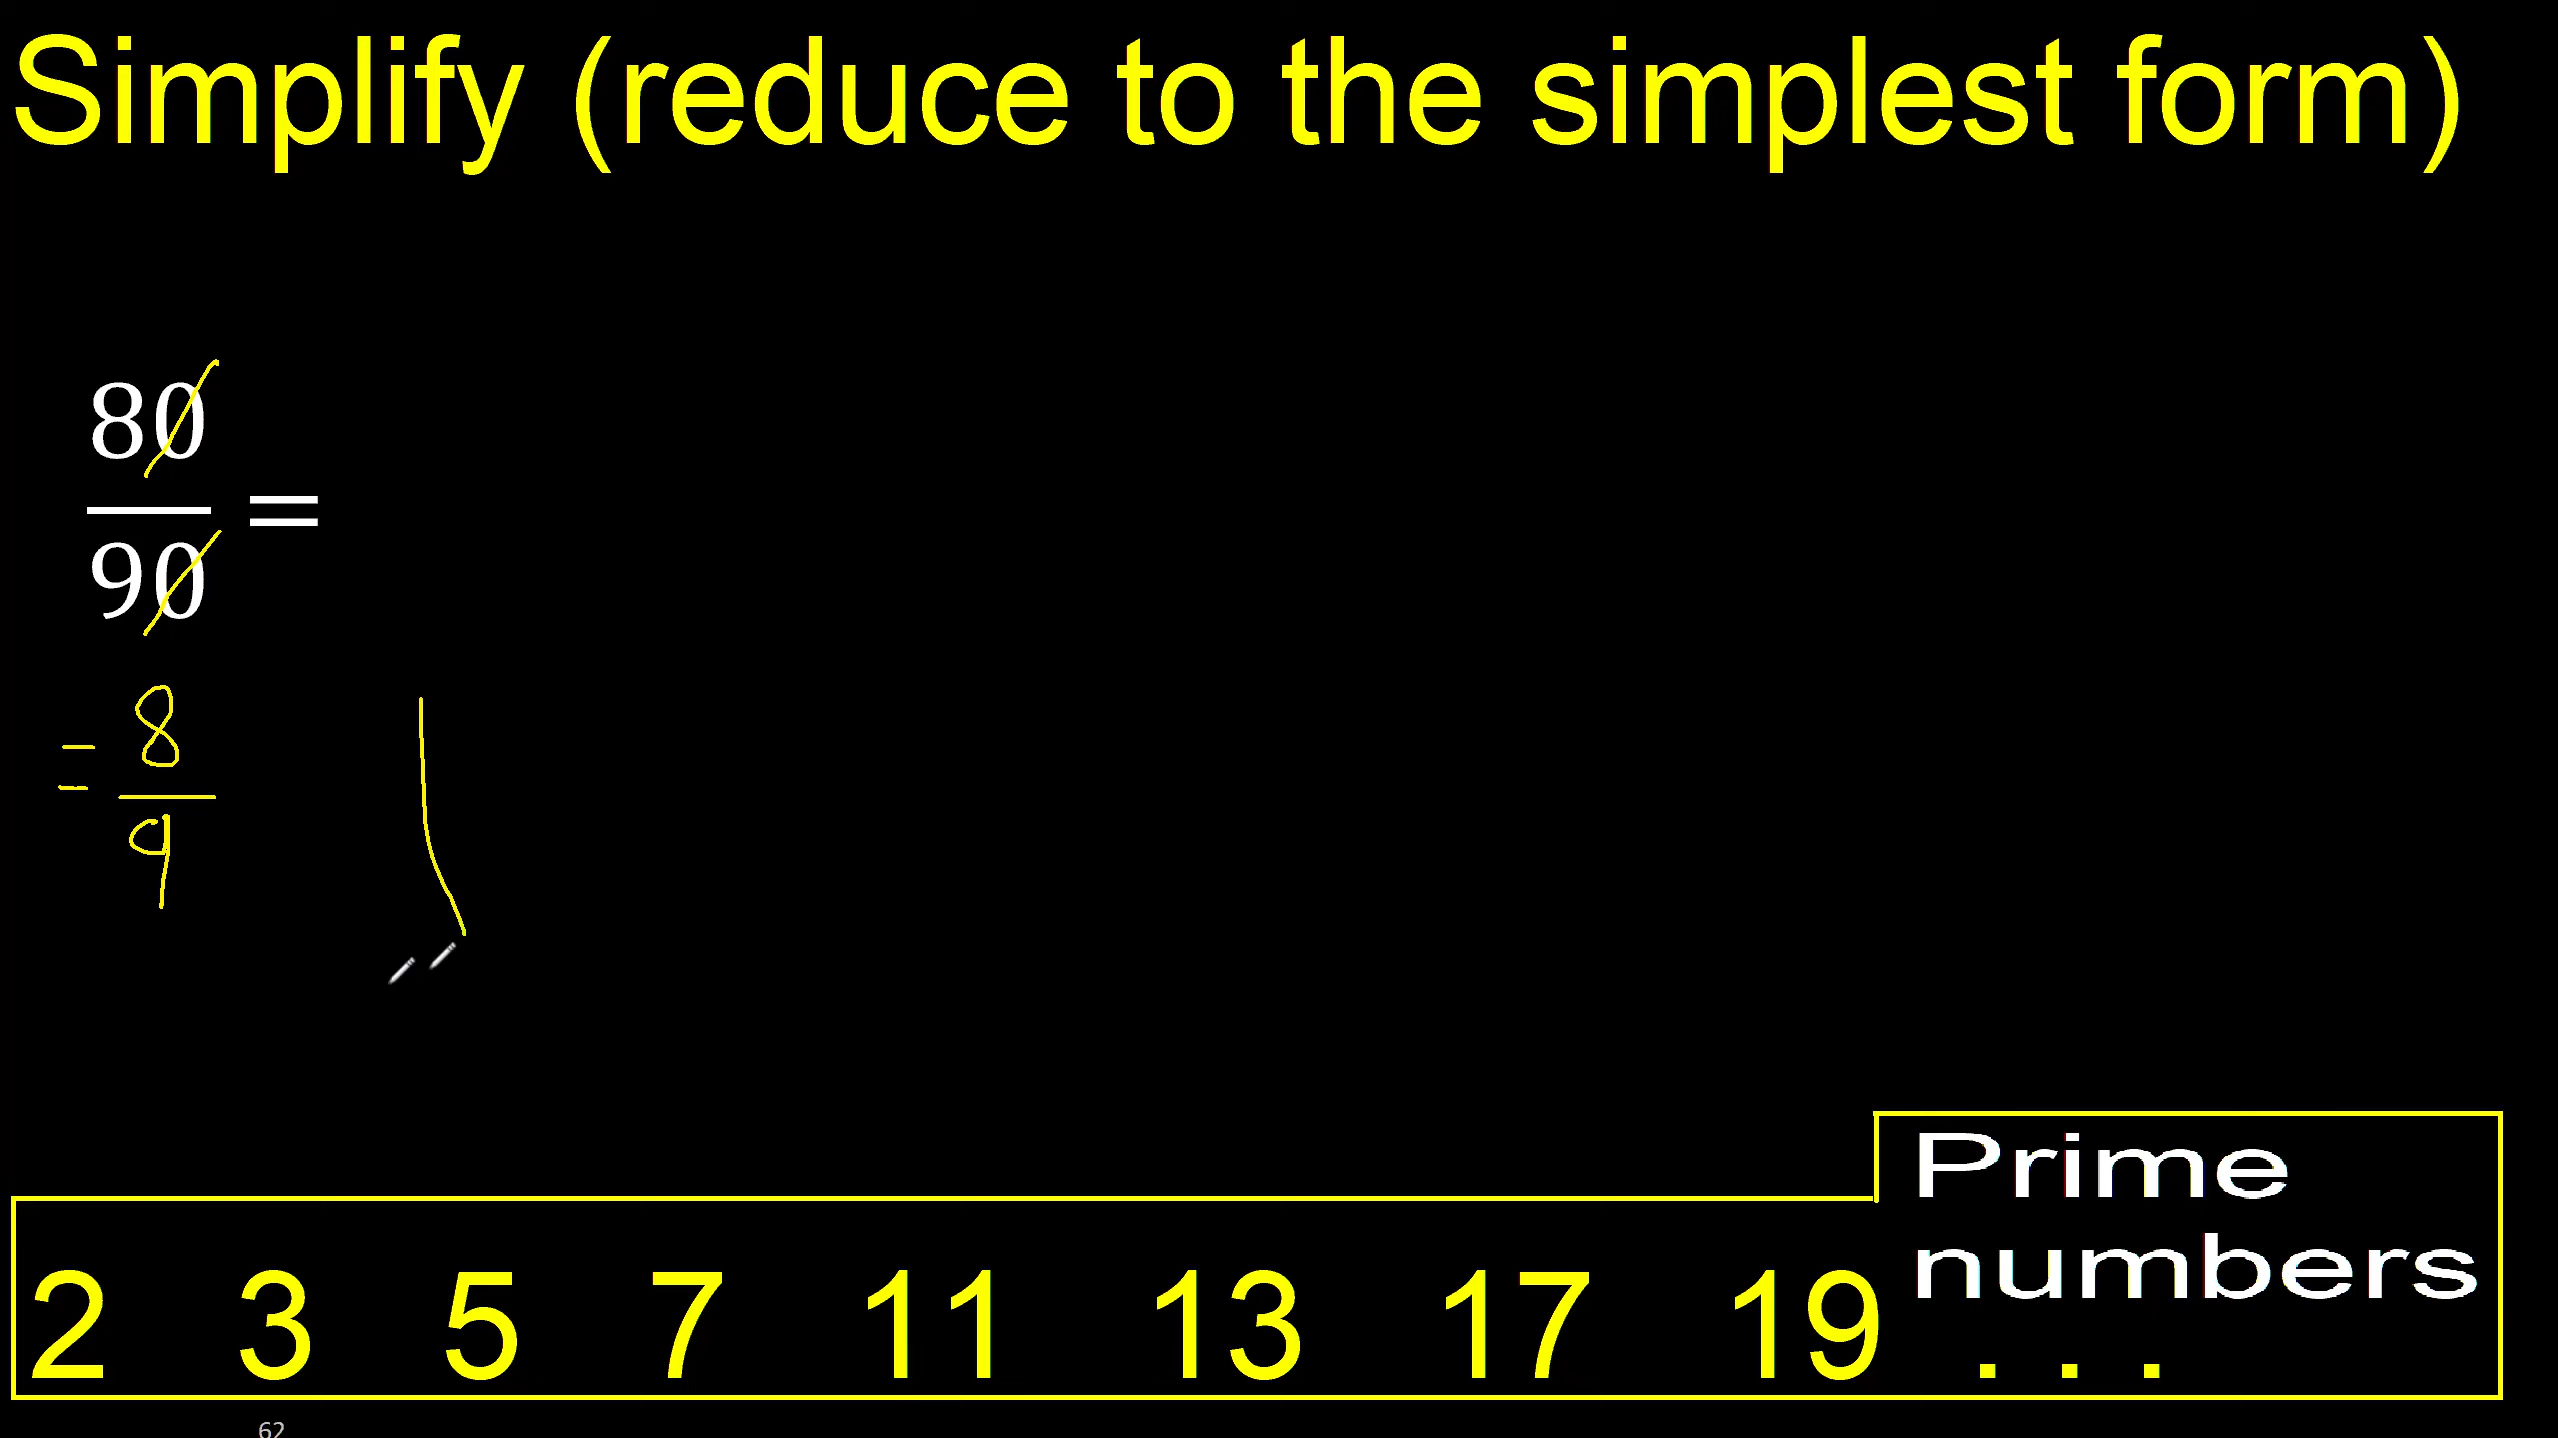 Simplify (reduce to the simplest form)
80
90
=
= 8
9
Prime
numbers
2 3 5 7 11 13 17 19 . . .
62